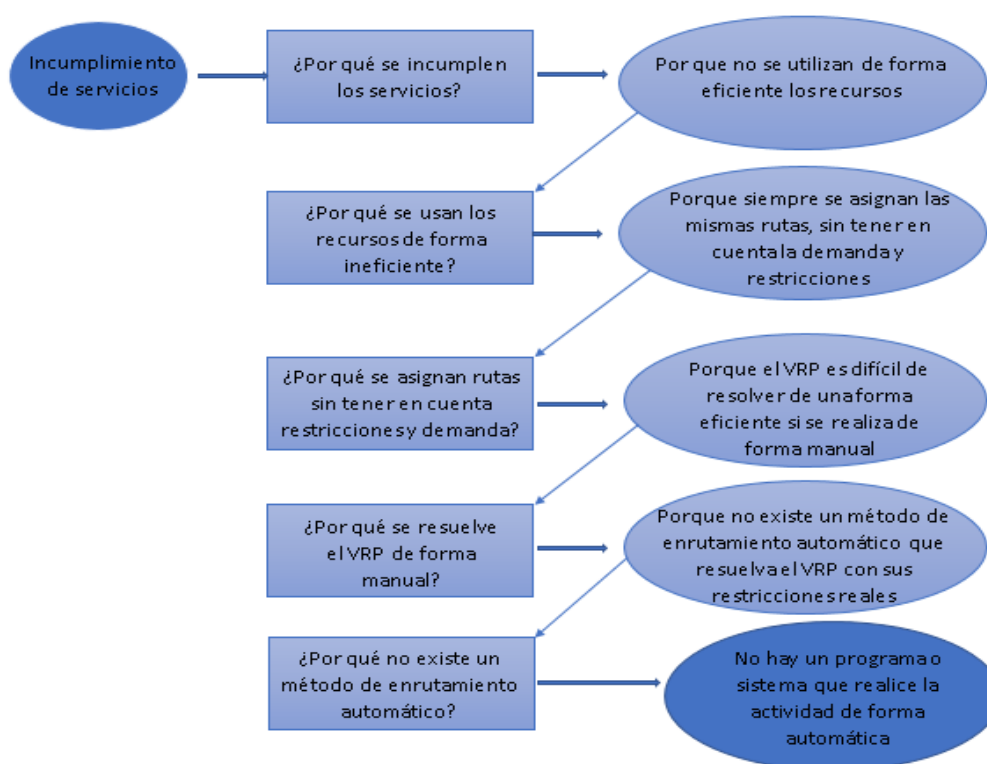 Incumplimiento
de servicios
¿Por qué se incumplen
los servicios?
Por que no se utilizan de forma
eficiente los recursos
¿Por qué se usan los
recursos de forma
ineficiente?
Porque siempre se asignan las
mismas rutas, sin tener en
cuenta la demanda y
restricciones
¿Por qué se asignan rutas
sin tener en cuenta
restricciones y demanda?
Porque el VRP es difícil de
resolver de una forma
eficiente si se realiza de
forma manual
¿Por qué se resuelve
el VRP de forma
manual?
Porque no existe un método de
enrutamiento automático que
resuelva el VRP con sus
restricciones reales
¿Por qué no existe un
método de enrutamiento
automático?
No hay un programa o
sistema que realice la
actividad de forma
automática